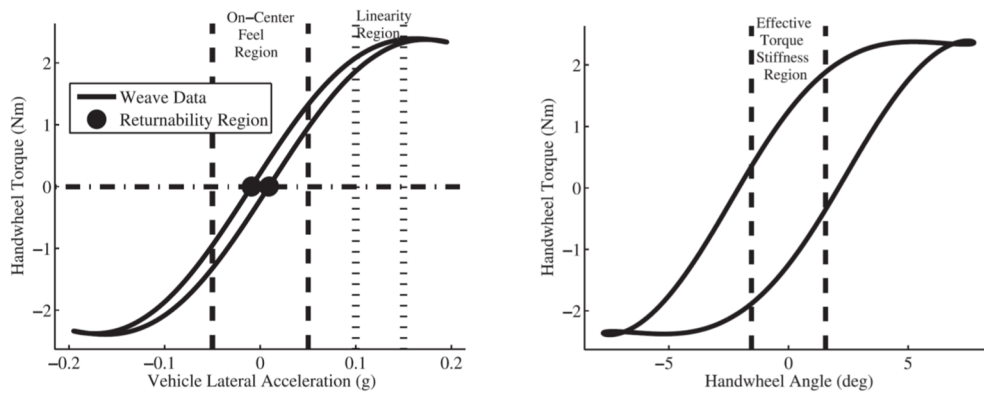 On-Center
Feel
Region
Linearity
Region
Weave Data
Returnability Region
2
1
0
−1
−2
−0.2
−0.1
0
0.1
0.2
Handwheel Torque (Nm)
Vehicle Lateral Acceleration (g)
Effective
Torque
Stiffness
Region
2
1
0
−1
−2
−5
0
5
Handwheel Torque (Nm)
Handwheel Angle (deg)